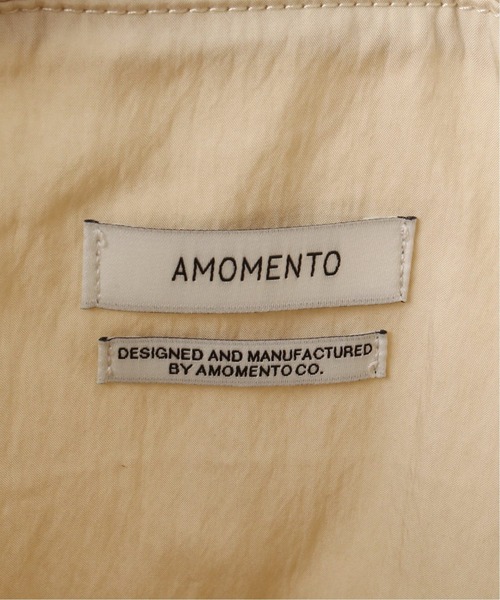 AMOMENTO
DESIGNED AND MANUFACTURED
BY AMOMENTO CO.